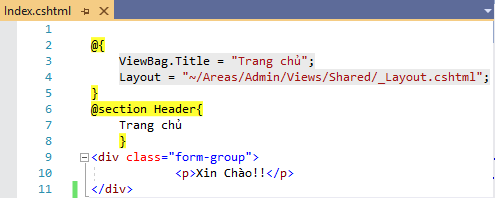 Index.cshtml
1
2 @{
3 ViewBag.Title = "Trang chủ";
4 Layout = "~/Areas/Admin/Views/Shared/_Layout.cshtml";
5 }
6 @section Header{
7 Trang chủ
8 }
9 <div class="form-group">
10 <p>Xin Chào!!</p>
11 </div>